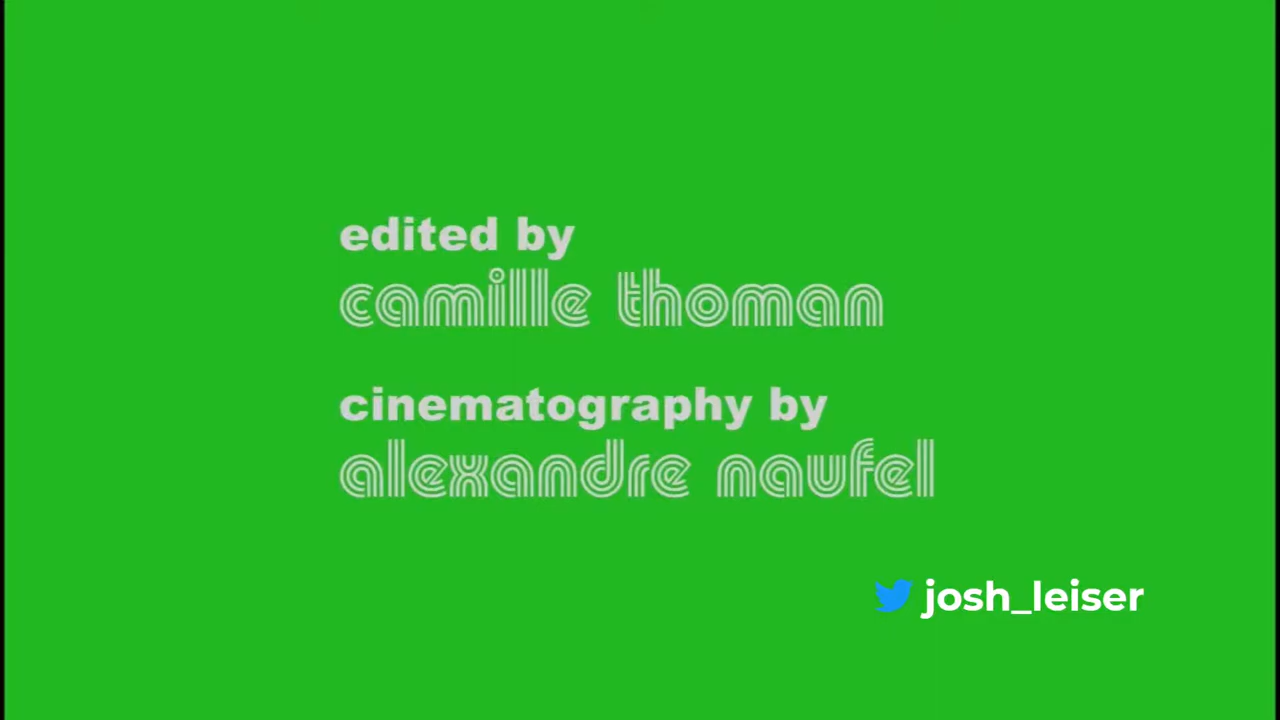 edited by
camille thoman
cinematography by
alexandre naufel
josh_leiser